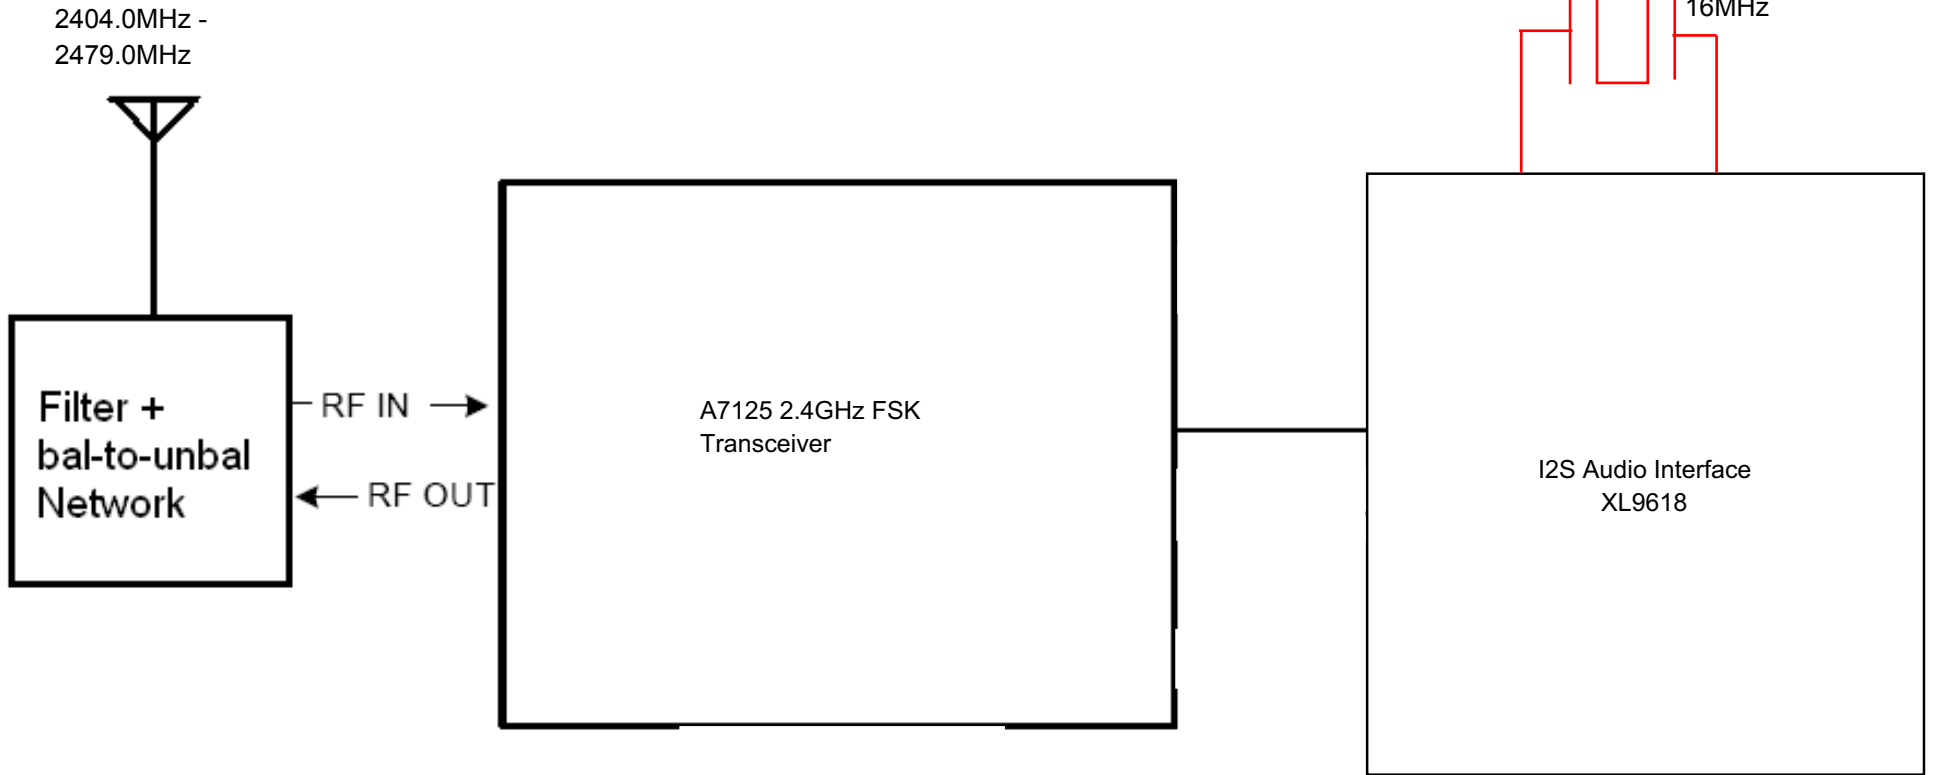 2404.0MHz -
2479.0MHz
16MHz
Filter +
bal-to-unbal
Network
RF IN
RF OUT
A7125 2.4GHz FSK
Transceiver
I2S Audio Interface
XL9618